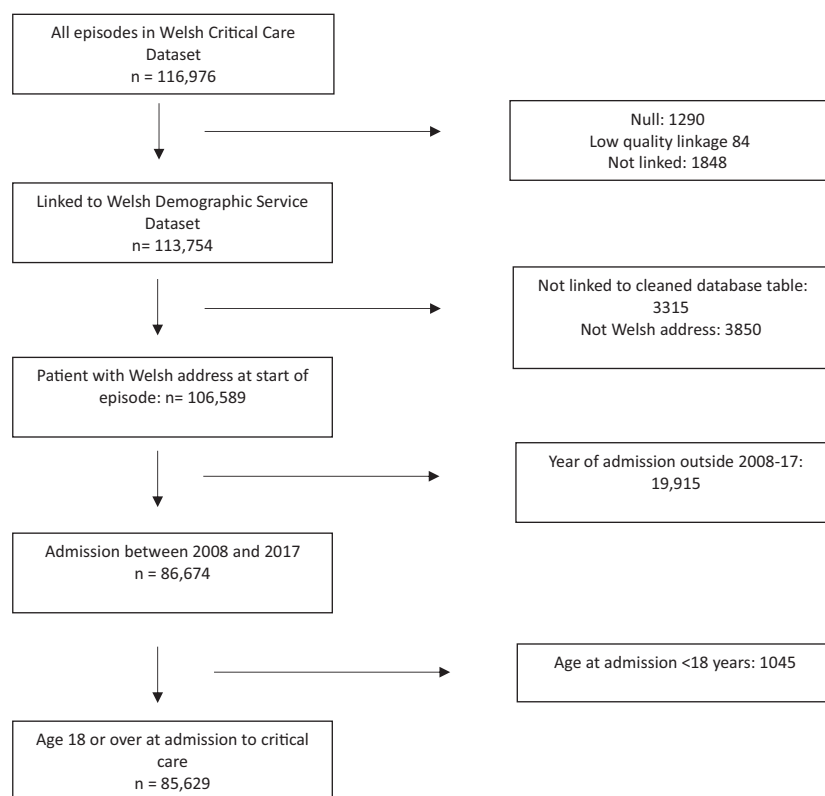 All episodes in Welsh Critical Care
Dataset
n = 116,976
Null: 1290
Low quality linkage 84
Not linked: 1848
Linked to Welsh Demographic Service
Dataset
n= 113,754
Not linked to cleaned database table:
3315
Not Welsh address: 3850
Patient with Welsh address at start of
episode: n= 106,589
Year of admission outside 2008-17:
19,915
Admission between 2008 and 2017
n = 86,674
Age at admission <18 years: 1045
Age 18 or over at admission to critical
care
n = 85,629